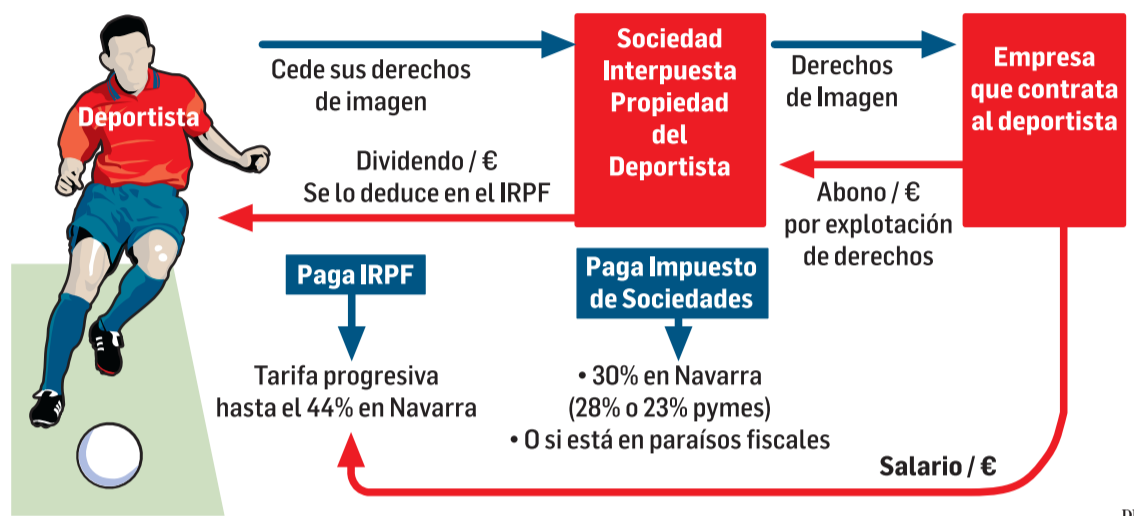 Deportista
Cede sus derechos
de imagen
Sociedad
Interpuesta
Propiedad
del
Deportista
Derechos
de Imagen
Empresa
que contrata
al deportista
Dividendo / €
Se lo deduce en el IRPF
Abono / €
por explotación
de derechos
Paga IRPF
Tarifa progresiva
hasta el 44% en Navarra
Paga Impuesto
de Sociedades
• 30% en Navarra
(28% o 23% pymes)
• O si está en paraísos fiscales
Salario / €